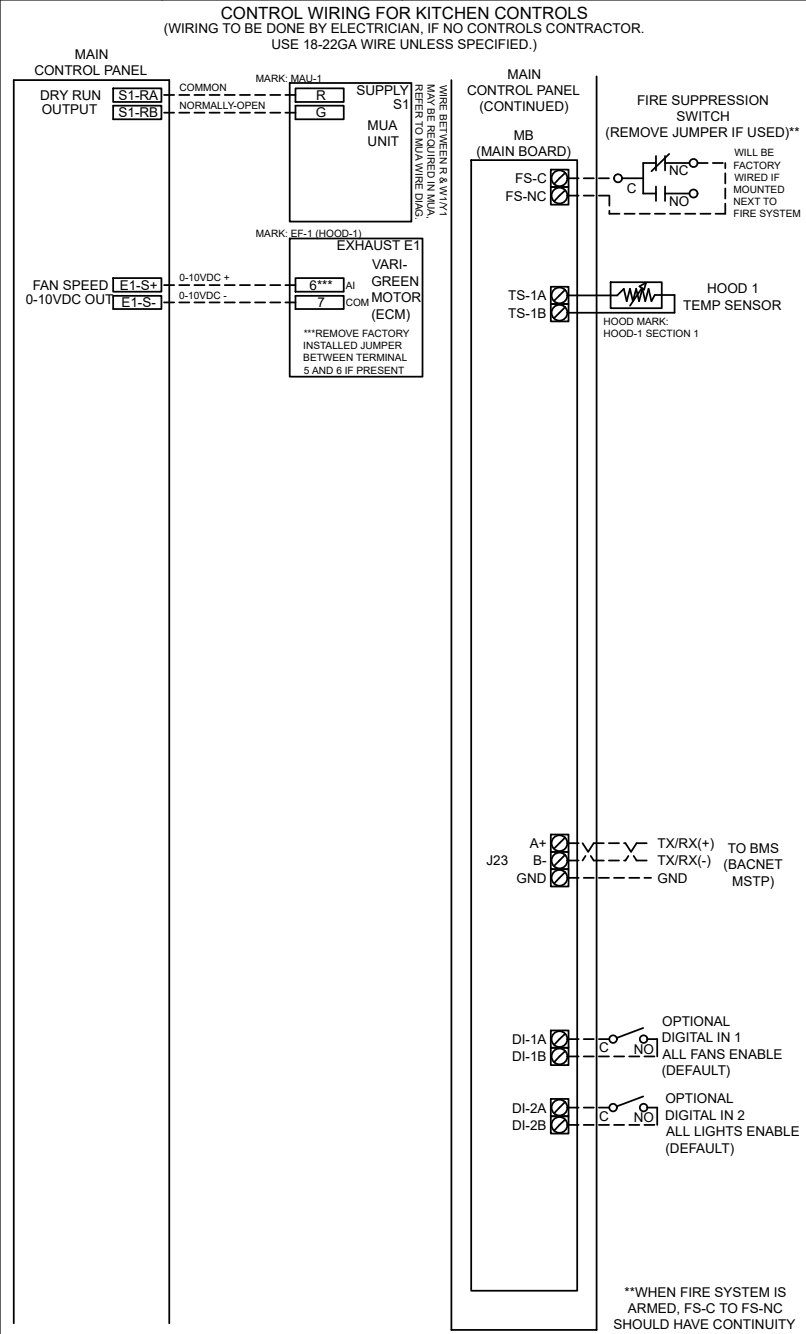 CONTROL WIRING FOR KITCHEN CONTROLS
(WIRING TO BE DONE BY ELECTRICIAN, IF NO CONTROLS CONTRACTOR.
USE 18-22GA WIRE UNLESS SPECIFIED.)
MAIN
CONTROL PANEL
DRY RUN
OUTPUT
S1-RA
S1-RB
COMMON
NORMALLY-OPEN
MARK: MAU-1
R
G
SUPPLY
S1
MUA
UNIT
WIRE BETWEEN R & W1/Y1
MAY BE REQUIRED IN MUA,
REFER TO MUA WIRE DIAG.
MARK: EF-1 (HOOD-1)
EXHAUST E1
FAN SPEED
0-10VDC OUT
E1-S+
E1-S-
0-10VDC +
0-10VDC -
6***
AI
7
COM
VARI-
GREEN
MOTOR
(ECM)
***REMOVE FACTORY
INSTALLED JUMPER
BETWEEN TERMINAL
5 AND 6 IF PRESENT
MAIN
CONTROL PANEL
(CONTINUED)
MB
(MAIN BOARD)
FIRE SUPPRESSION
SWITCH
(REMOVE JUMPER IF USED)**
FS-C
FS-NC
C
NC
NO
WILL BE
FACTORY
WIRED IF
MOUNTED
NEXT TO
FIRE SYSTEM
TS-1A
TS-1B
HOOD 1
TEMP SENSOR
HOOD MARK:
HOOD-1 SECTION 1
J23
A+
B-
GND
TX/RX(+)
TX/RX(-)
GND
TO BMS
(BACNET
MSTP)
DI-1A
DI-1B
C
NO
OPTIONAL
DIGITAL IN 1
ALL FANS ENABLE
(DEFAULT)
DI-2A
DI-2B
C
NO
OPTIONAL
DIGITAL IN 2
ALL LIGHTS ENABLE
(DEFAULT)
**WHEN FIRE SYSTEM IS
ARMED, FS-C TO FS-NC
SHOULD HAVE CONTINUITY